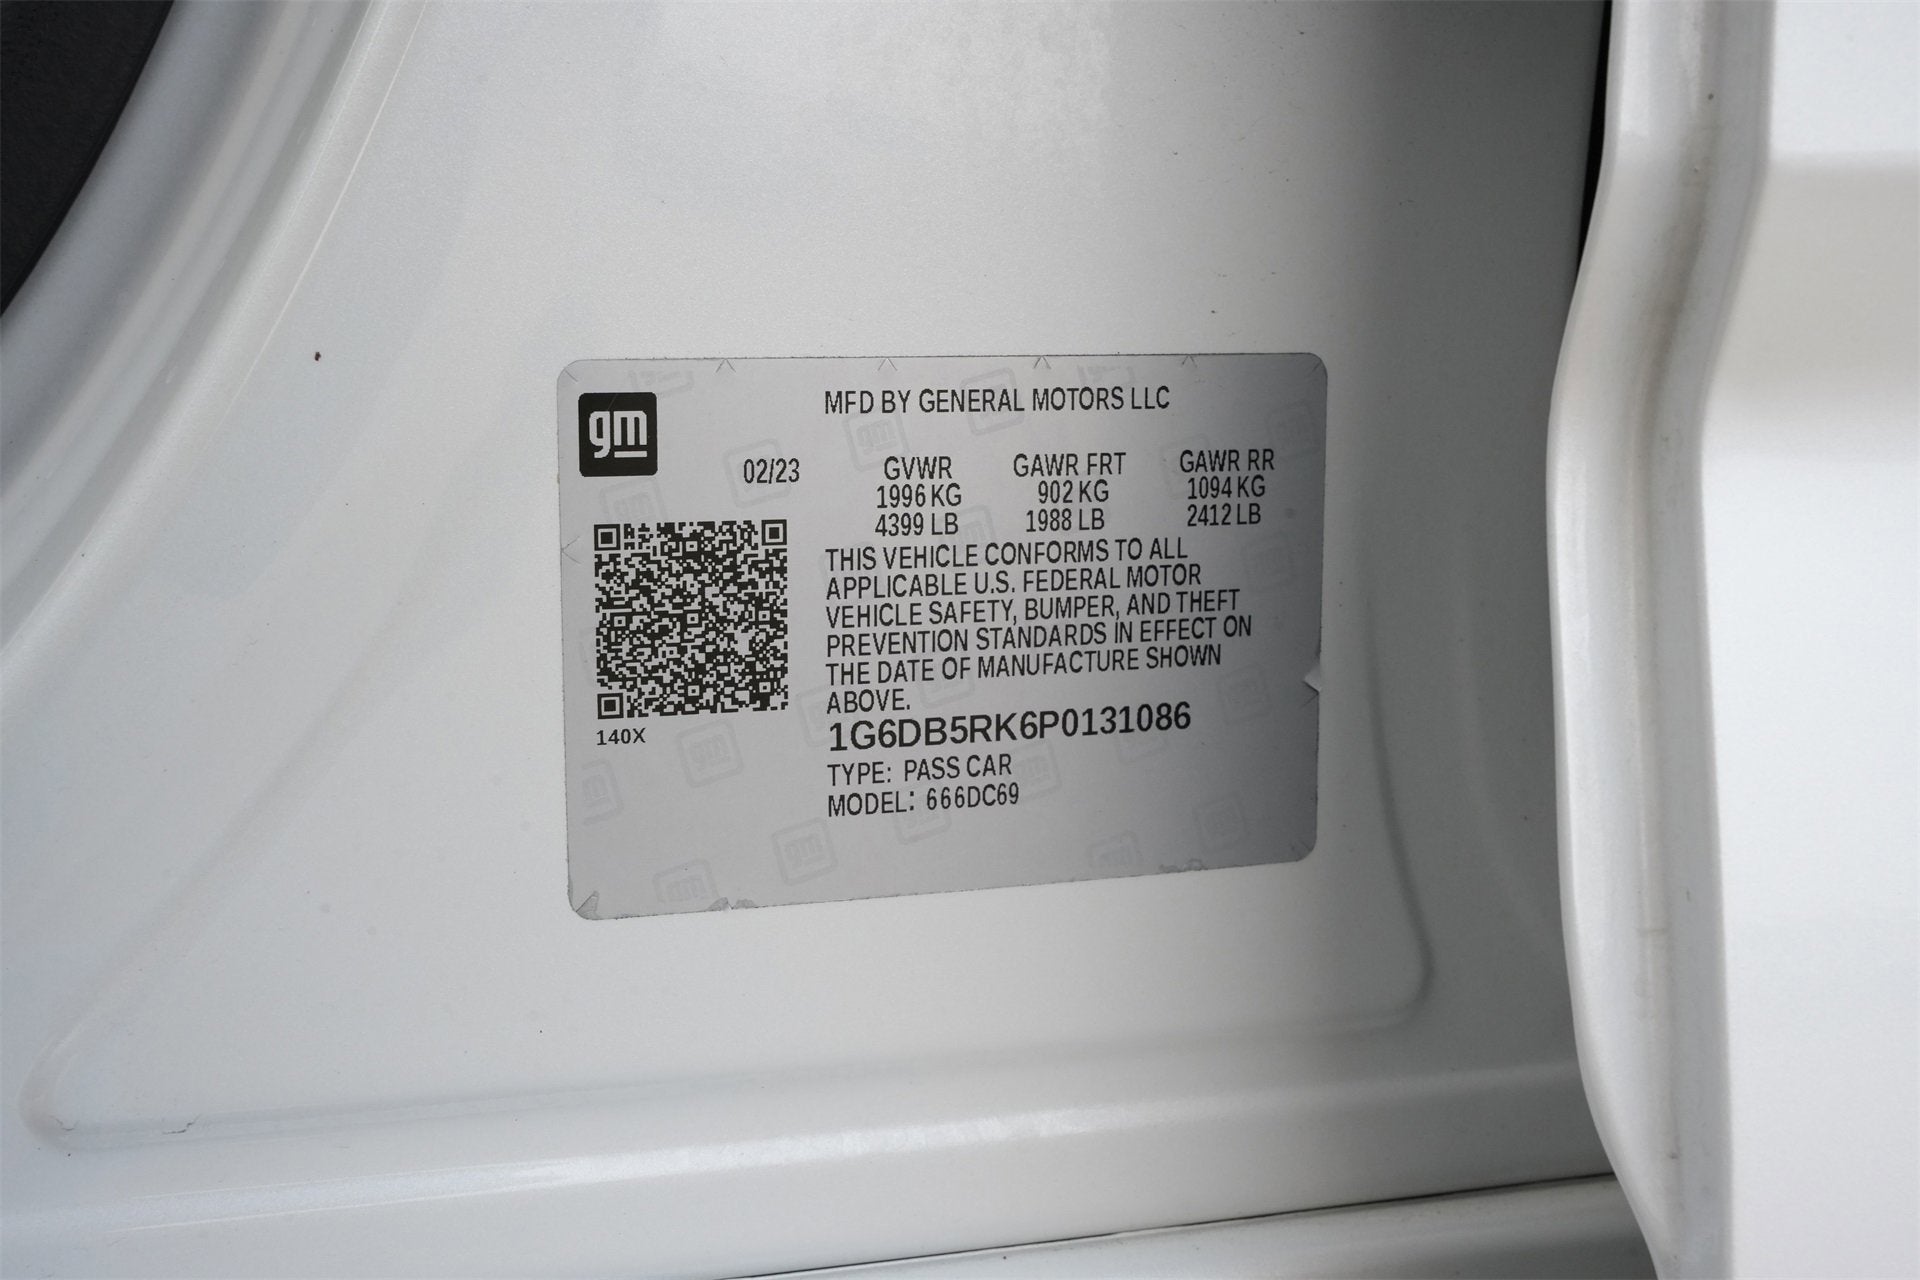 gm
MFD BY GENERAL MOTORS LLC
02/23 GVWR GAWR FRT GAWR RR
1996 KG 902 KG 1094 KG
4399 LB 1988 LB 2412 LB
THIS VEHICLE CONFORMS TO ALL
APPLICABLE U.S. FEDERAL MOTOR
VEHICLE SAFETY, BUMPER, AND THEFT
PREVENTION STANDARDS IN EFFECT ON
THE DATE OF MANUFACTURE SHOWN
ABOVE.
140X
1G6DB5RK6P0131086
TYPE: PASS CAR
MODEL: 666DC69